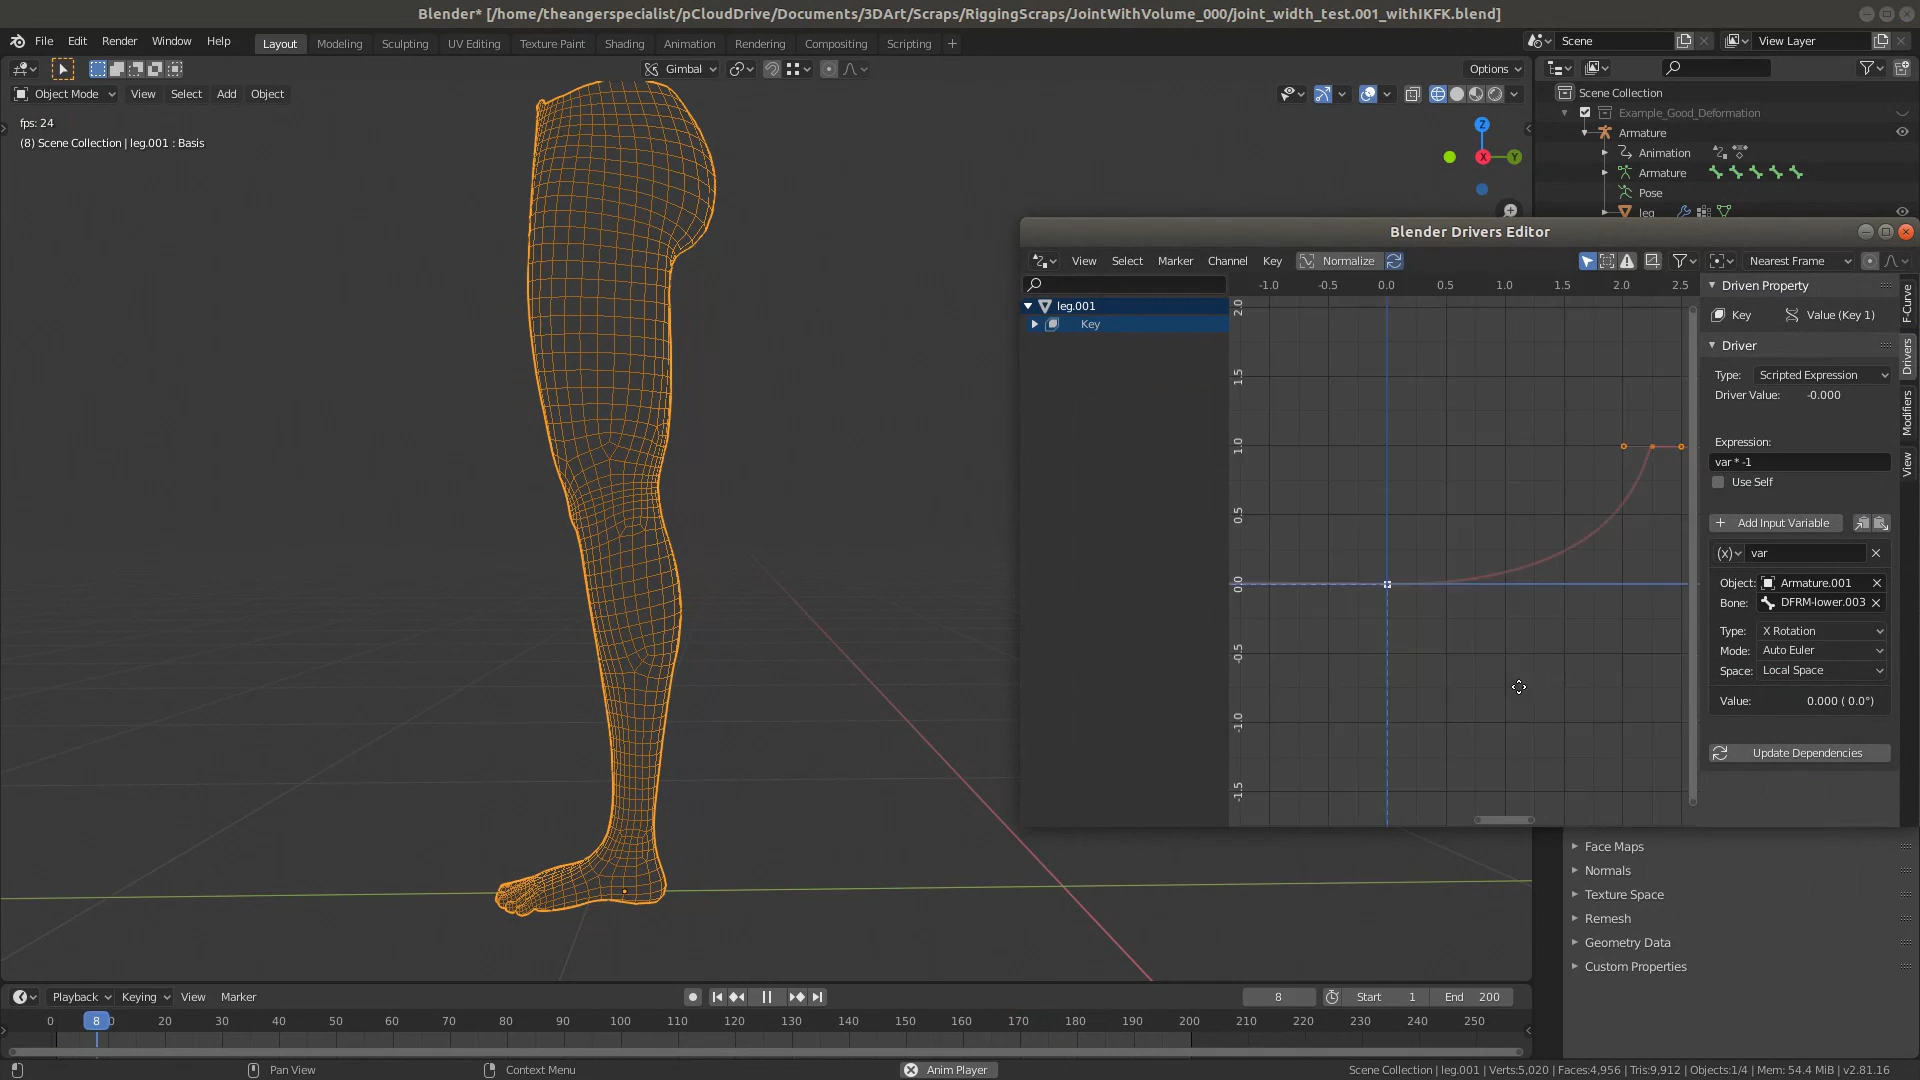 Blender* [/home/theangerspecialist/pCloudDrive/Documents/3DArt/Scraps/RiggingScraps/JointWithVolume_000/joint_width_test.001_withIKFK.blend]
File Edit Render Window Help Layout Modeling Sculpting UV Editing Texture Paint Shading Animation Rendering Compositing Scripting + Scene View Layer
Gimbal Options
Object Mode View Select Add Object
Scene Collection
fps: 24
Example_Good_Deformation
(8) Scene Collection | leg.001 : Basis
Armature
Animation
Armature
Pose
leg
Z
X
Y
Blender Drivers Editor
View Select Marker Channel Key Normalize Nearest Frame
-1.0 -0.5 0.0 0.5 1.0 1.5 2.0 2.5
leg.001
Key
2.0
1.5
1.0
0.5
0.0
-0.5
-1.0
-1.5
Driven Property
Key Value (Key 1)
Driver
Type: Scripted Expression
Driver Value: -0.000
Expression:
var * -1
Use Self
+ Add Input Variable
(x) var
Object: Armature.001
Bone: DFRM-lower.003
Type: X Rotation
Mode: Auto Euler
Space: Local Space
Value: 0.000 ( 0.0°)
Update Dependencies
F-Curve
Drivers
Modifiers
View
Face Maps
Normals
Texture Space
Remesh
Geometry Data
Custom Properties
Playback Keying View Marker 8 Start 1 End 200
0 8 0 20 30 40 50 60 70 80 90 100 110 120 130 140 150 160 170 180 190 200 210 220 230 240 250
Pan View Context Menu Anim Player Scene Collection | leg.001 | Verts:5,020 | Faces:4,956 | Tris:9,912 | Objects:1/4 | Mem: 54.4 MiB | v2.81.16